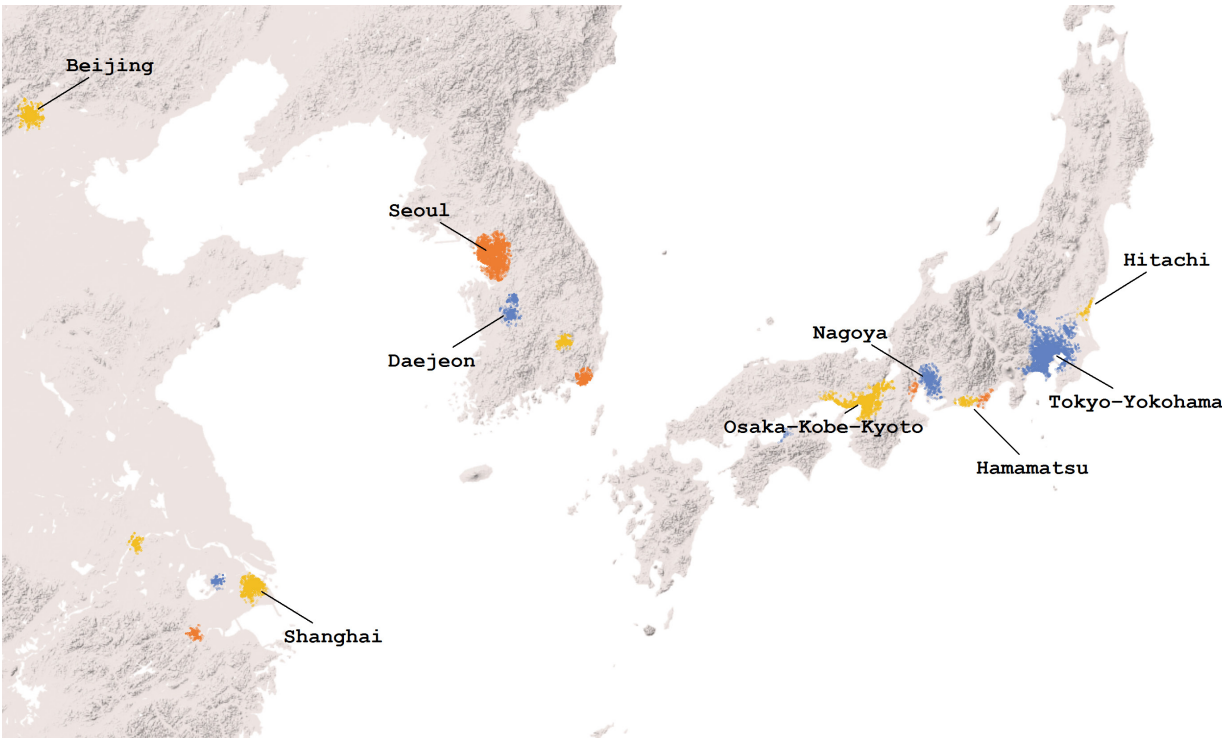 Beijing
Seoul
Hitachi
Nagoya
Daejeon
Tokyo–Yokohama
Osaka–Kobe–Kyoto
Hamamatsu
Shanghai